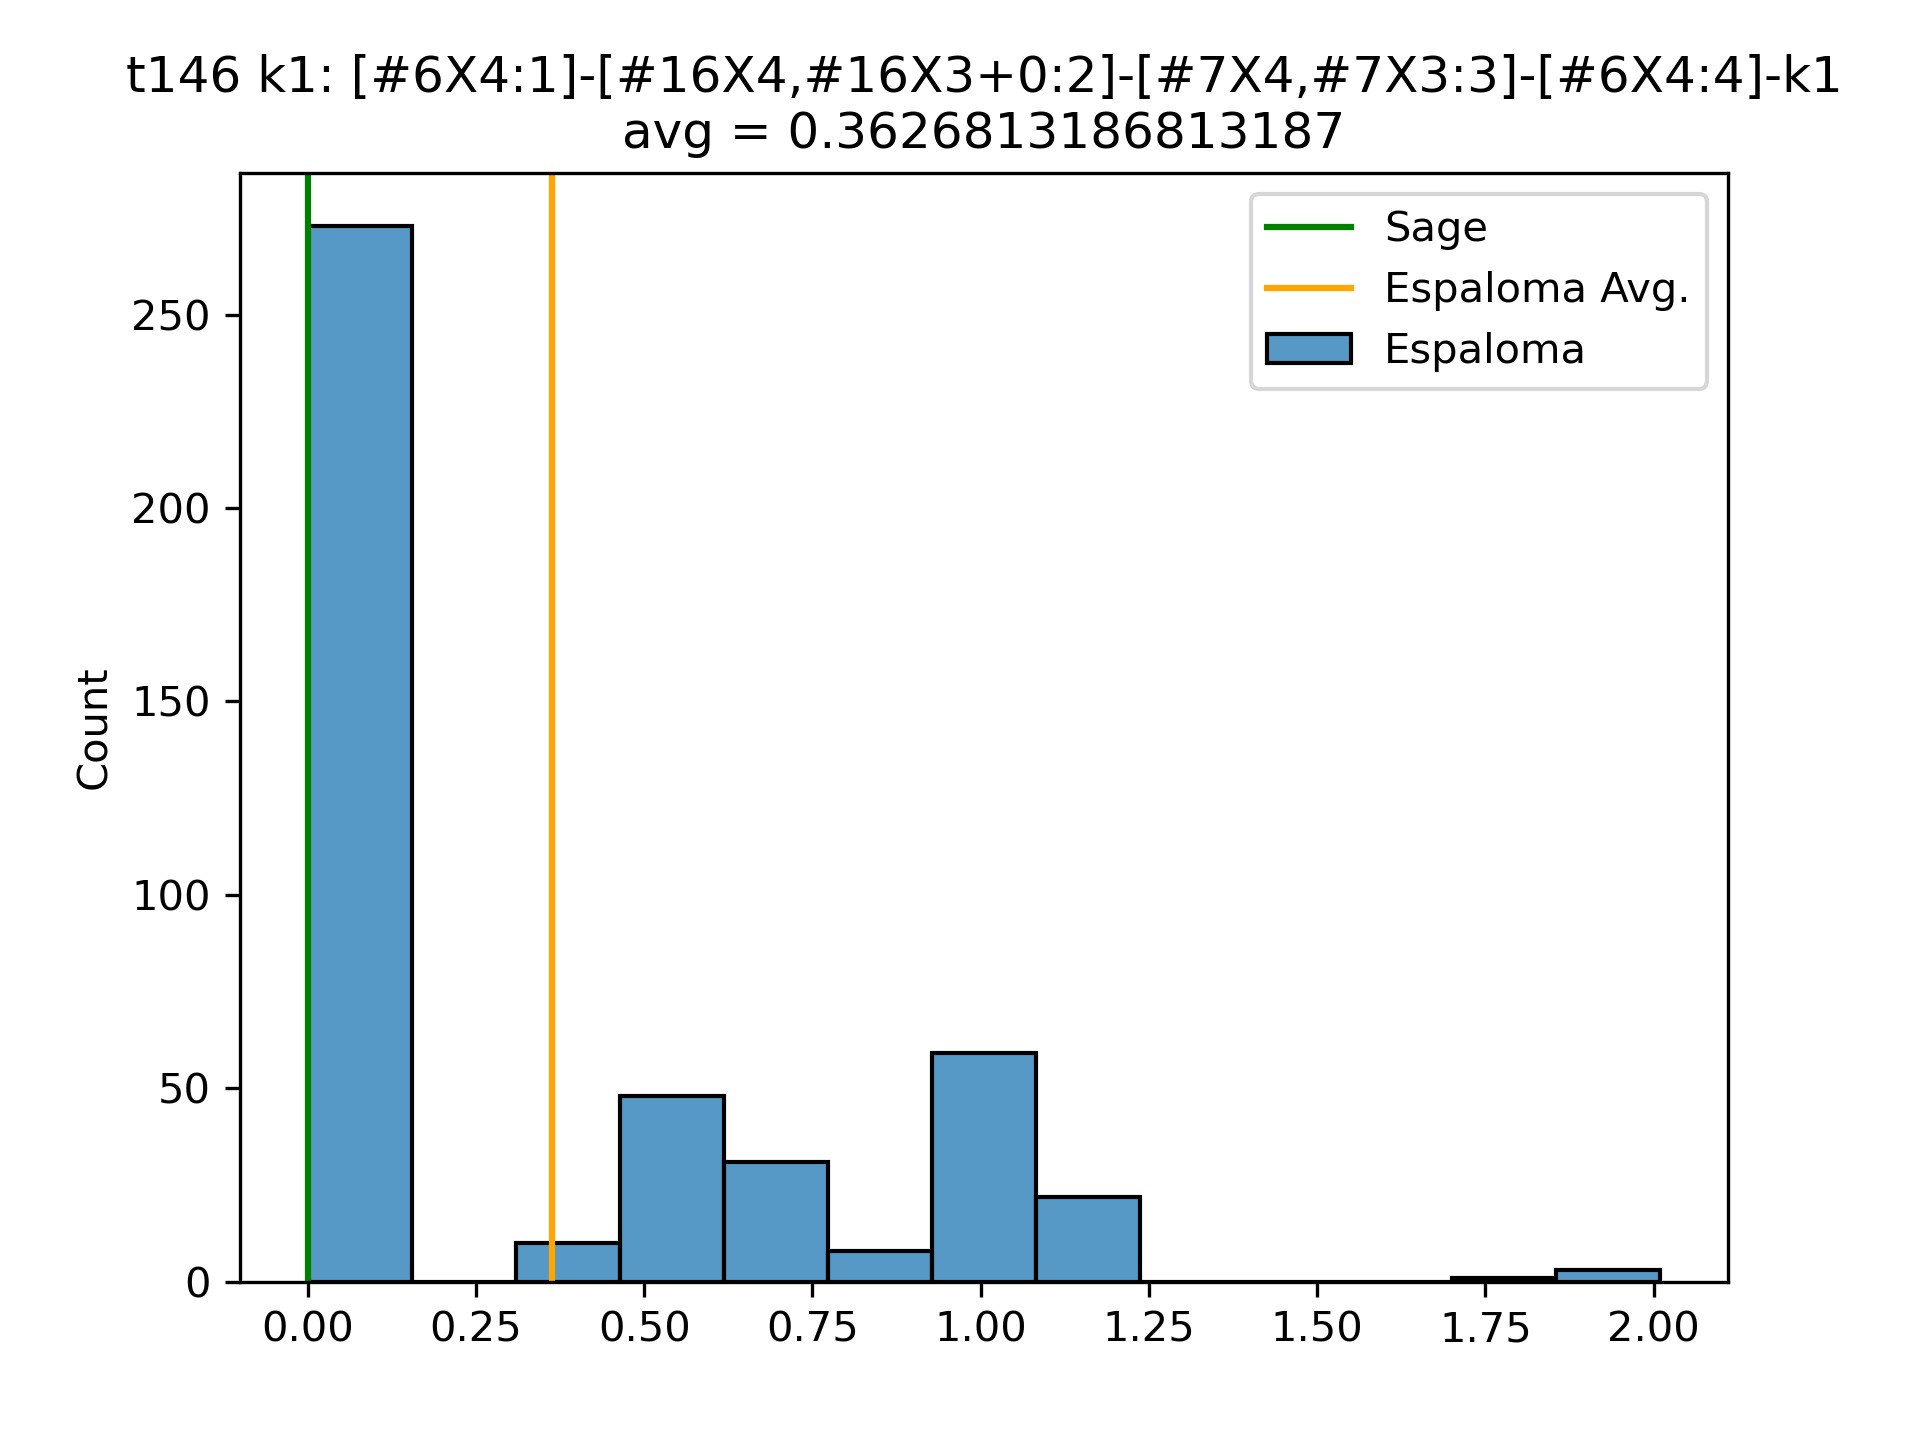 t146 k1: [#6X4:1]-[#16X4,#16X3+0:2]-[#7X4,#7X3:3]-[#6X4:4]-k1
avg = 0.3626813186813187
Sage
Espaloma Avg.
Espaloma
Count
250
200
150
100
50
0
0.00 0.25 0.50 0.75 1.00 1.25 1.50 1.75 2.00